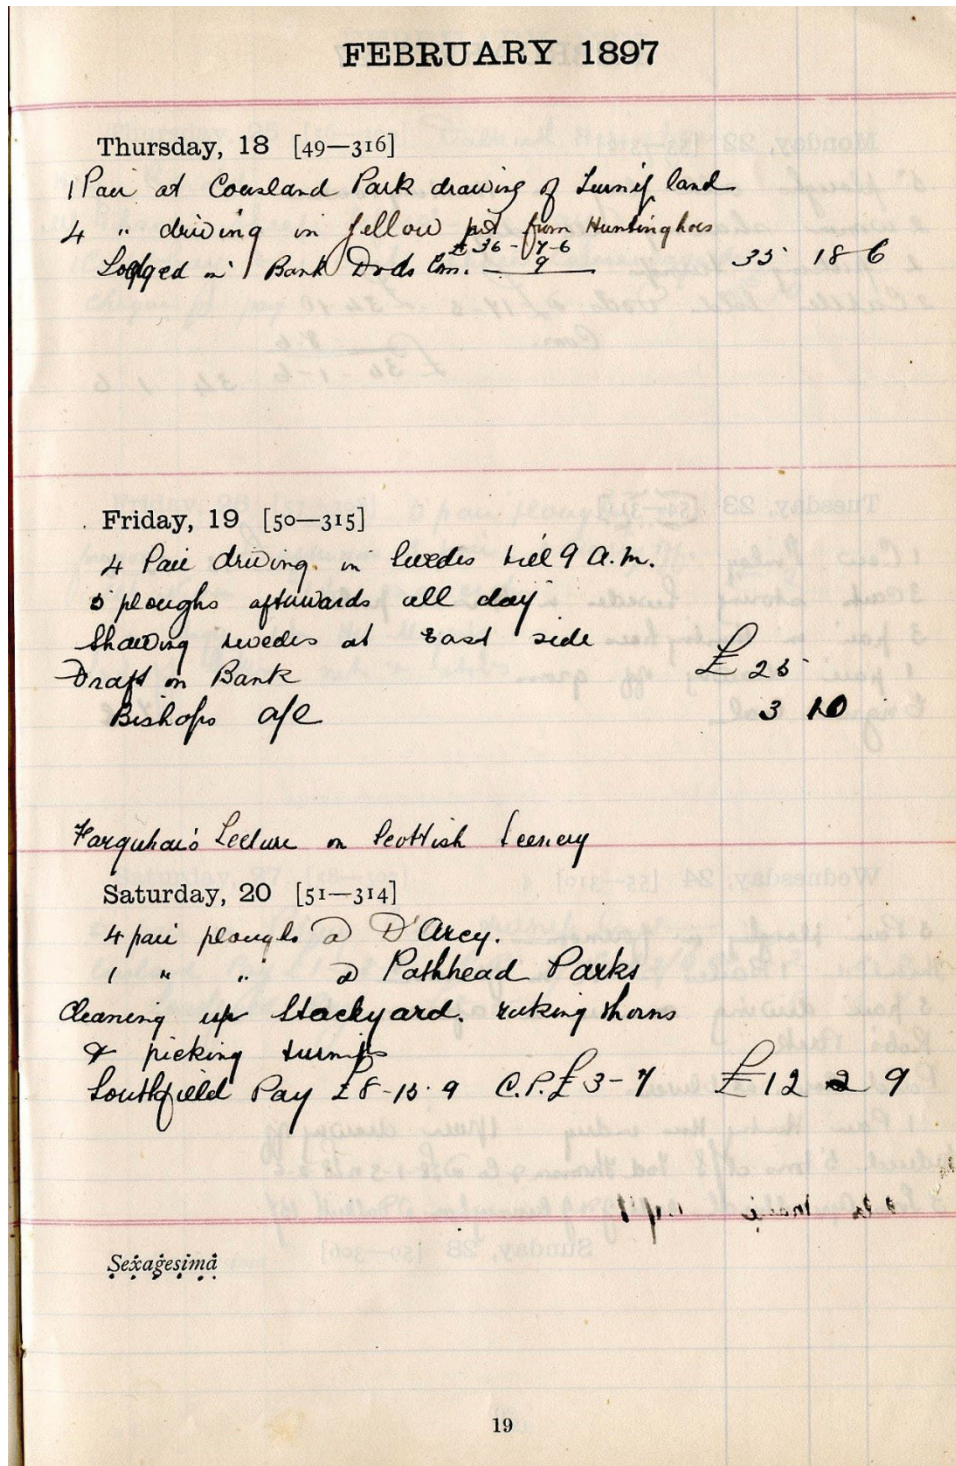 FEBRUARY 1897
Thursday, 18 [49—316]
1 Pair at Cousland Park drawing of Turnip land
4 " driving in yellow pit from Huntinghoes
£36-7-6
Lodged in Bank Dods Com. 9 35 18 6
Friday, 19 [50—315]
4 Pair driving in Swedes till 9 a.m.
5 ploughs afterwards all day
Shawing swedes at East side
Draft on Bank £25
Bishops a/c 3 10
Farquhar's Lecture on Scottish Scenery
Saturday, 20 [51—314]
4 pair ploughs @ D'Arcy.
1 " " @ Pathhead Parks
Cleaning up Stackyard. raking thorns
& picking turnips
Southfield Pay £8-15.9 C.P. £3-7 £12 2 9
Sexagesima
19